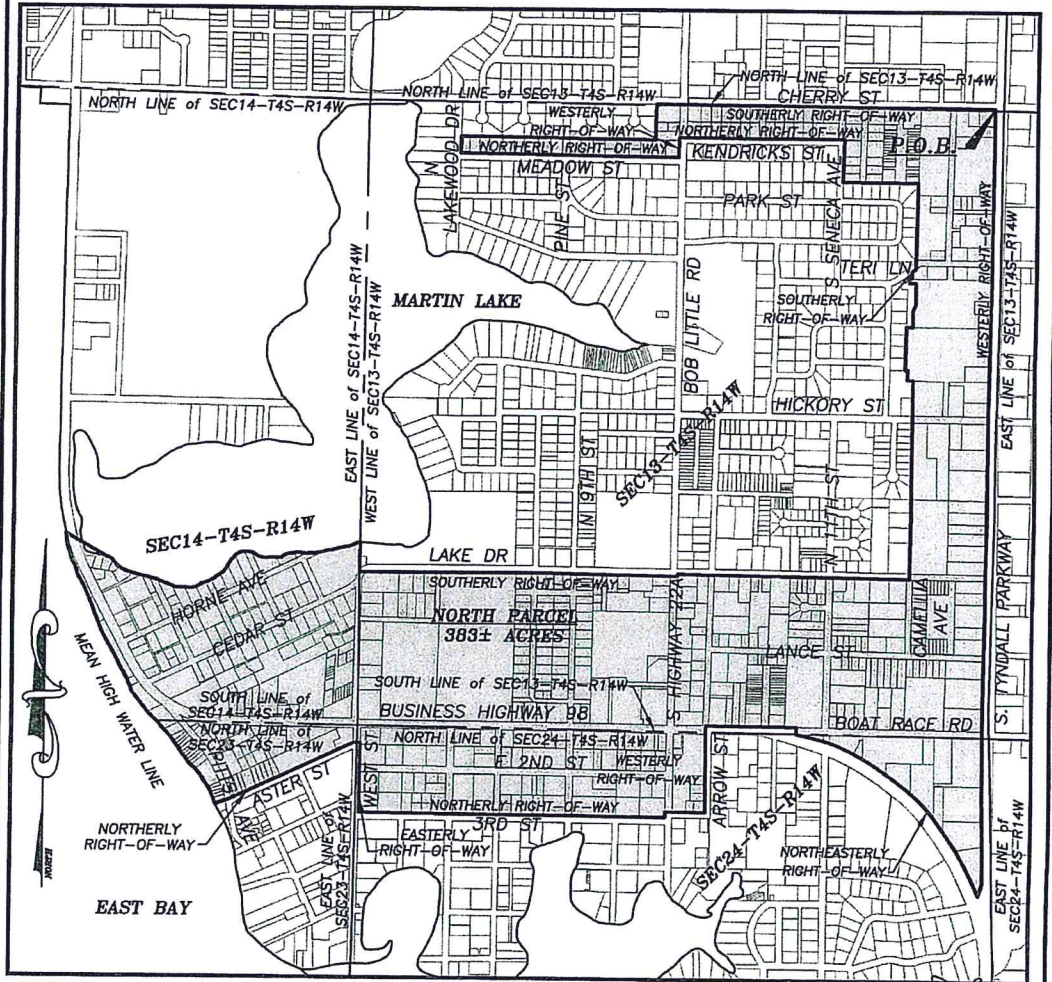 NORTH LINE of SEC14-T4S-R14W
NORTH LINE of SEC13-T4S-R14W
NORTH LINE of SEC13-T4S-R14W
CHERRY ST
WESTERLY
RIGHT-OF-WAY
SOUTHERLY RIGHT-OF-WAY
NORTHERLY RIGHT-OF-WAY
NORTHERLY RIGHT-OF-WAY
KENDRICKS ST
P.O.B.
N LAKEWOOD DR
MEADOW ST
PINE ST
PARK ST
S SENECA AVE
TERI LN
SOUTHERLY
RIGHT-OF-WAY
WESTERLY RIGHT-OF-WAY
EAST LINE of SEC13-T4S-R14W
EAST LINE of SEC14-T4S-R14W
WEST LINE of SEC13-T4S-R14W
MARTIN LAKE
BOB LITTLE RD
HICKORY ST
N 9TH ST
SEC13-T4S-R14W
N 11TH ST
SEC14-T4S-R14W
LAKE DR
SOUTHERLY RIGHT-OF-WAY
HORNE AVE
CEDAR ST
NORTH PARCEL
383± ACRES
S HIGHWAY 22A
LANCE ST
CAMELLIA
AVE
S. TYNDALL PARKWAY
MEAN HIGH WATER LINE
SOUTH LINE of
SEC14-T4S-R14W
NORTH LINE of
SEC23-T4S-R14W
SOUTH LINE of SEC13-T4S-R14W
BUSINESS HIGHWAY 98
BOAT RACE RD
NORTH LINE of SEC24-T4S-R14W
E 2ND ST
WESTERLY
RIGHT-OF-WAY
WEST ST
ASTER ST
AVE
NORTHERLY RIGHT-OF-WAY
3RD ST
ARROW ST
SEC24-T4S-R14W
NORTHERLY
RIGHT-OF-WAY
EASTERLY
RIGHT-OF-WAY
NORTHEASTERLY
RIGHT-OF-WAY
EAST LINE of
SEC23-T4S-R14W
EAST LINE of
SEC24-T4S-R14W
NORTH
EAST BAY